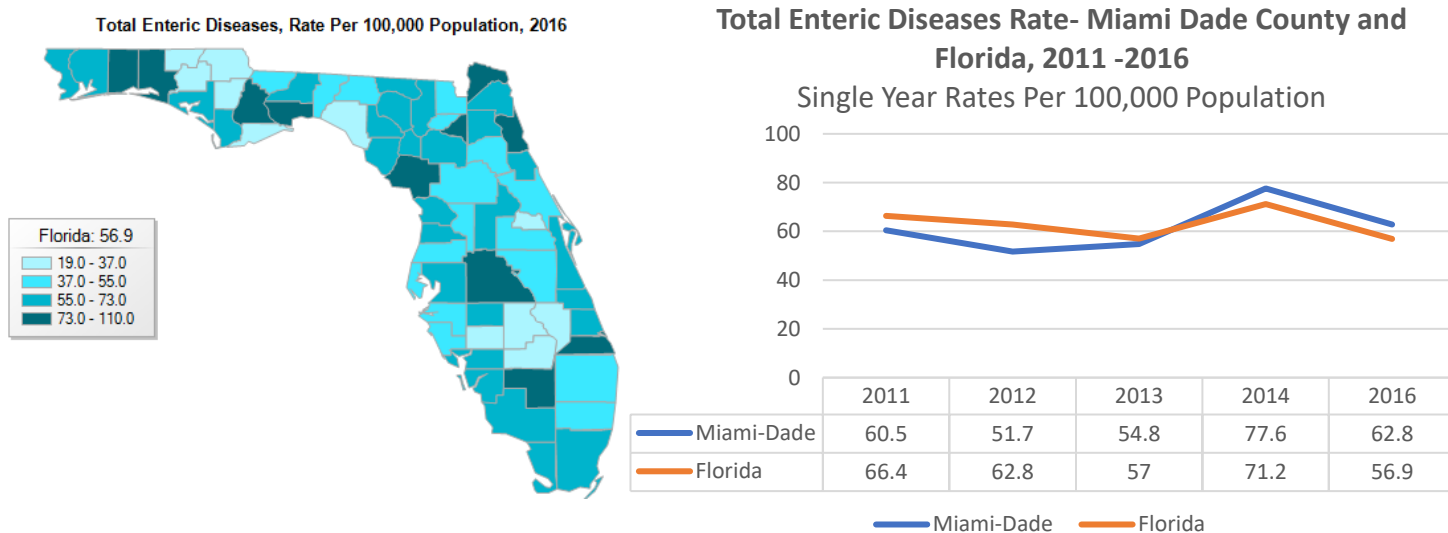 Total Enteric Diseases, Rate Per 100,000 Population, 2016
Florida: 56.9
19.0 - 37.0
37.0 - 55.0
55.0 - 73.0
73.0 - 110.0
Total Enteric Diseases Rate- Miami Dade County and
Florida, 2011 -2016
Single Year Rates Per 100,000 Population
100
80
60
40
20
0
2011 2012 2013 2014 2016
Miami-Dade 60.5 51.7 54.8 77.6 62.8
Florida 66.4 62.8 57 71.2 56.9
Miami-Dade Florida